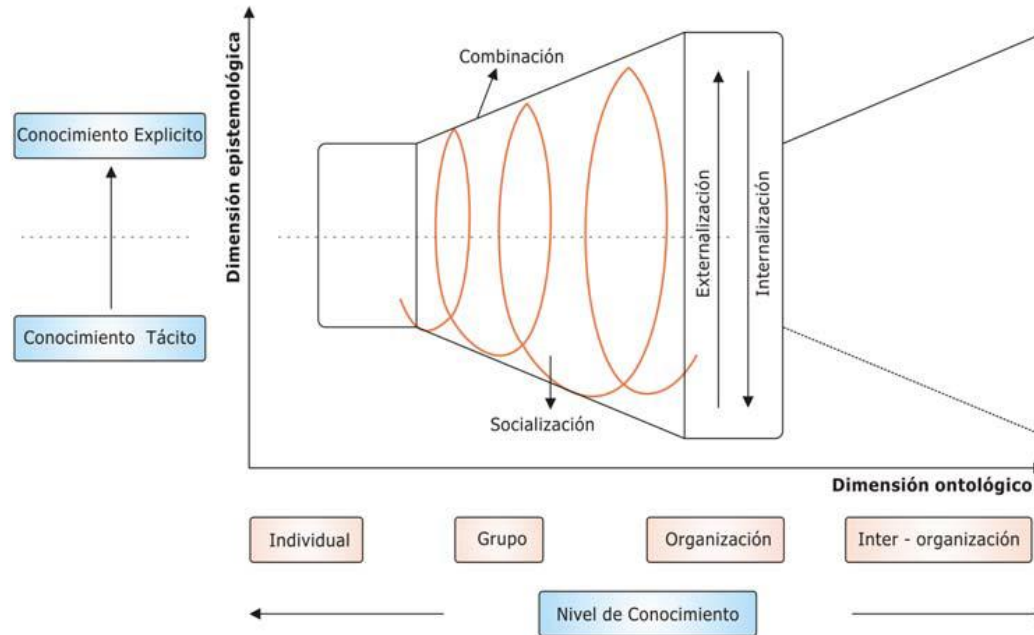 Dimensión epistemológica
Combinación
Conocimiento Explicito
Externalización
Internalización
Conocimiento Tácito
Socialización
Dimensión ontológico
Individual
Grupo
Organización
Inter - organización
Nivel de Conocimiento